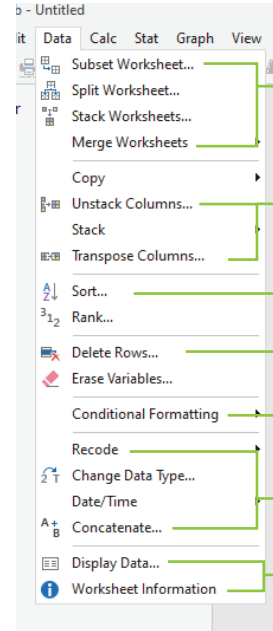 b - Untitled
it Data Calc Stat Graph View
Subset Worksheet...
Split Worksheet...
r
Stack Worksheets...
Merge Worksheets
Copy
Unstack Columns...
Stack
Transpose Columns...
Sort...
Rank...
Delete Rows...
Erase Variables...
Conditional Formatting
Recode
Change Data Type...
Date/Time
Concatenate...
Display Data...
Worksheet Information